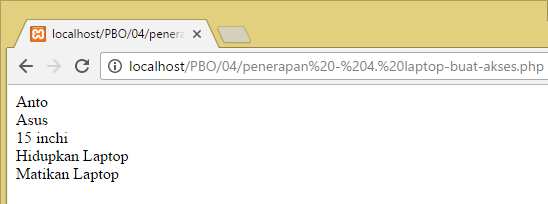 localhost/PBO/04/penera
localhost/PBO/04/penerapan%20-%204.%20laptop-buat-akses.php
Anto
Asus
15 inchi
Hidupkan Laptop
Matikan Laptop